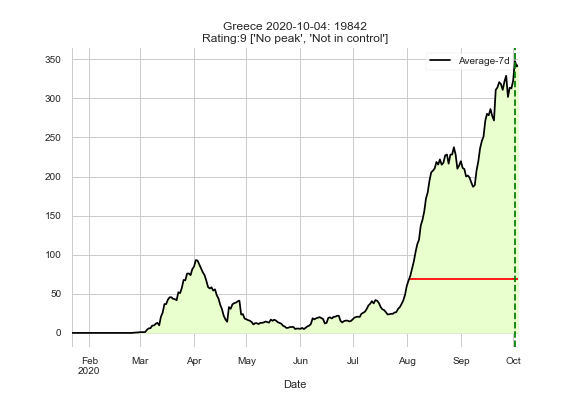 Greece 2020-10-04: 19842
Rating:9 ['No peak', 'Not in control']
Average-7d
350
300
250
200
150
100
50
0
Feb Mar Apr May Jun Jul Aug Sep Oct
2020
Date